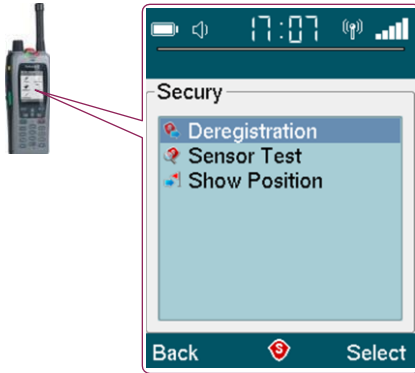 17:07
Secury
Deregistration
Sensor Test
Show Position
Back S Select